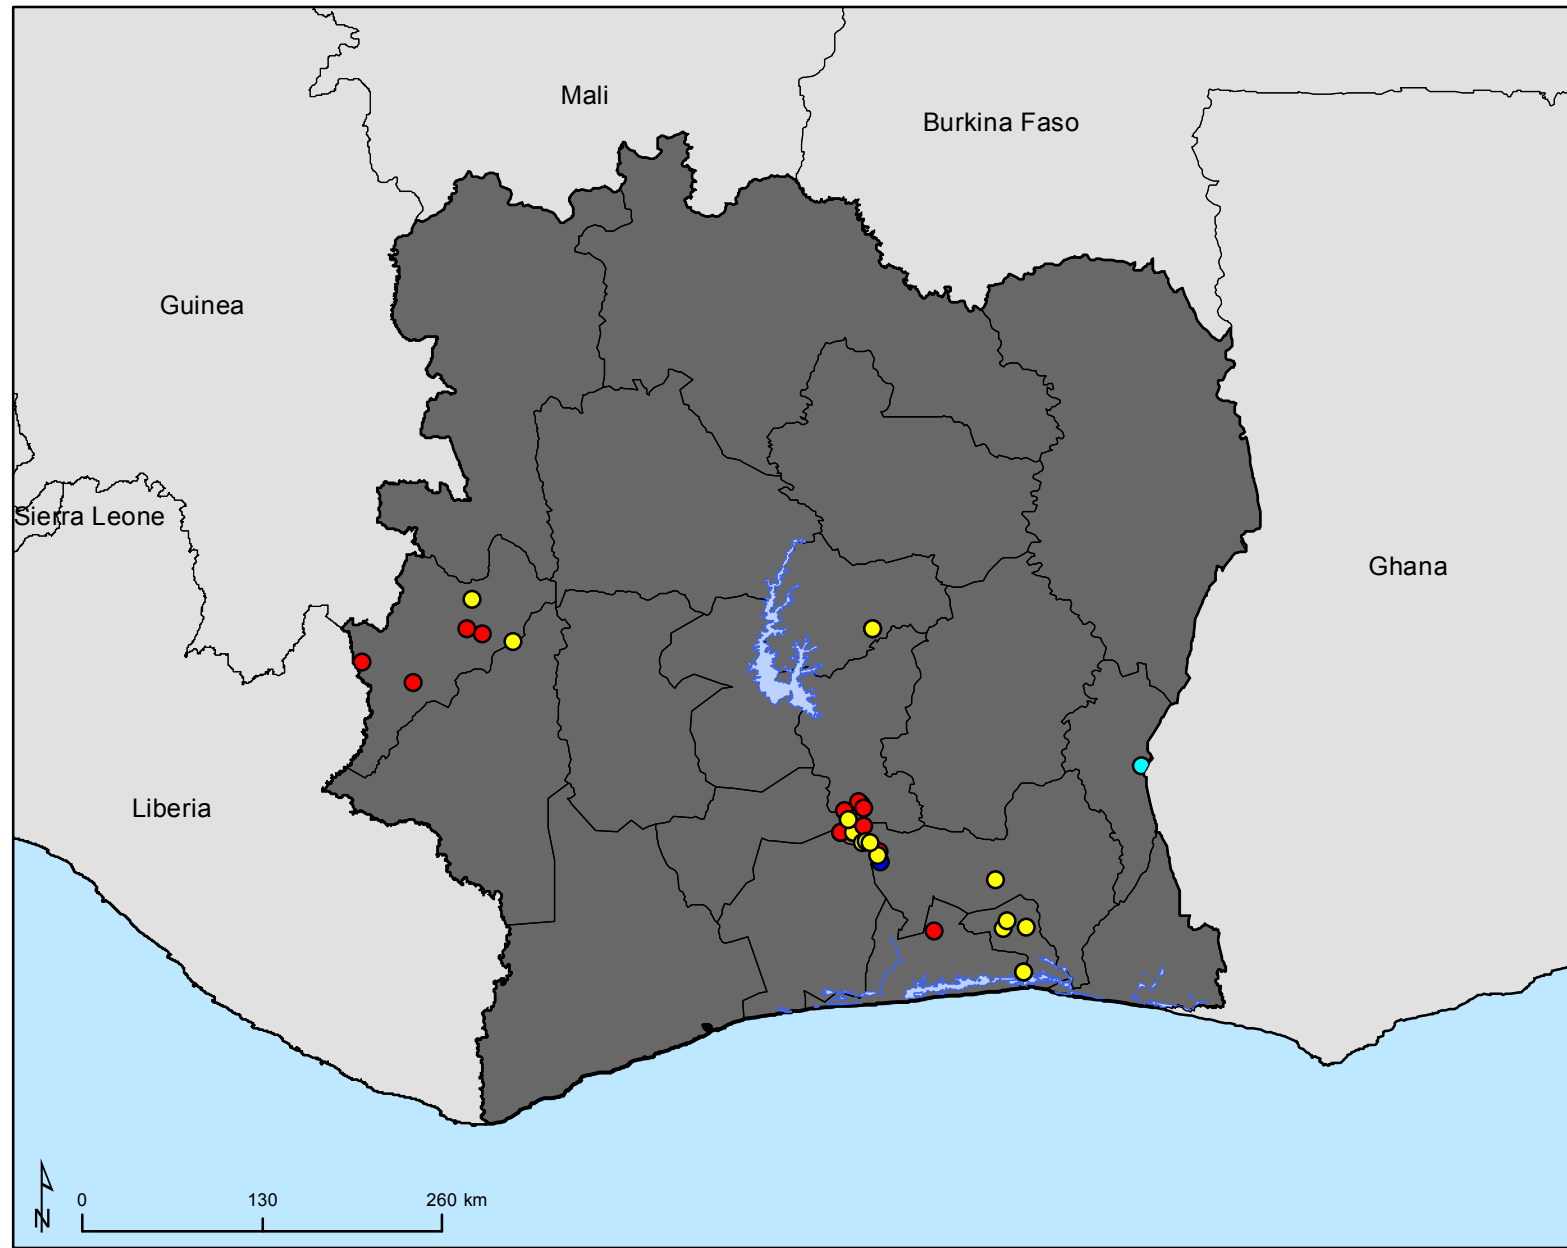 Mali
Burkina Faso
Guinea
Sierra Leone
Ghana
Liberia
N
0 130 260 km